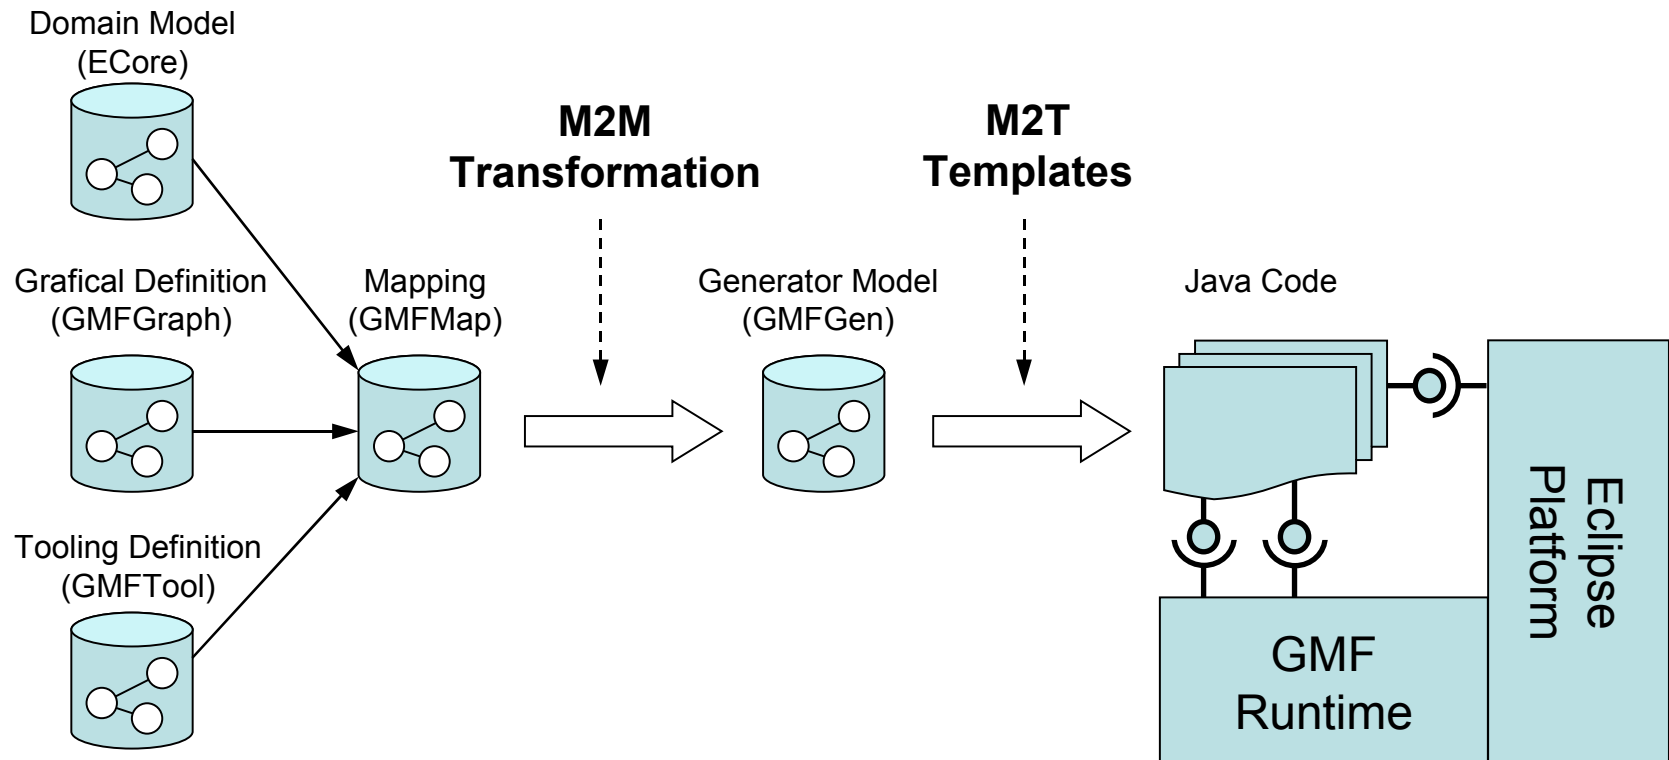 Domain Model
(ECore)
M2M
Transformation
M2T
Templates
Grafical Definition
(GMFGraph)
Mapping
(GMFMap)
Generator Model
(GMFGen)
Java Code
Tooling Definition
(GMFTool)
Eclipse
Platform
GMF
Runtime